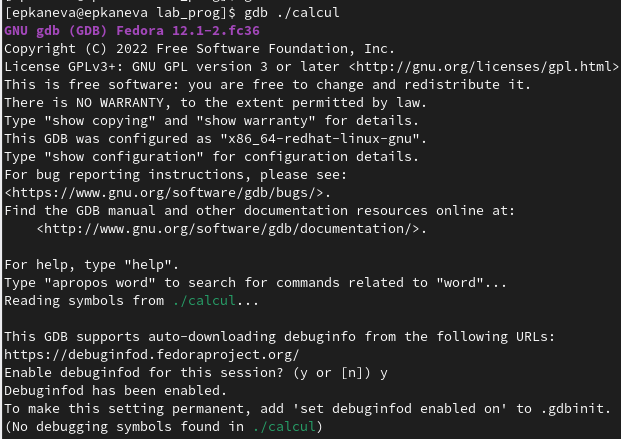 [epkaneva@epkaneva lab_prog]$ gdb ./calcul
GNU gdb (GDB) Fedora 12.1-2.fc36
Copyright (C) 2022 Free Software Foundation, Inc.
License GPLv3+: GNU GPL version 3 or later <http://gnu.org/licenses/gpl.html>
This is free software: you are free to change and redistribute it.
There is NO WARRANTY, to the extent permitted by law.
Type "show copying" and "show warranty" for details.
This GDB was configured as "x86_64-redhat-linux-gnu".
Type "show configuration" for configuration details.
For bug reporting instructions, please see:
<https://www.gnu.org/software/gdb/bugs/>.
Find the GDB manual and other documentation resources online at:
    <http://www.gnu.org/software/gdb/documentation/>.

For help, type "help".
Type "apropos word" to search for commands related to "word"...
Reading symbols from ./calcul...

This GDB supports auto-downloading debuginfo from the following URLs:
https://debuginfod.fedoraproject.org/
Enable debuginfod for this session? (y or [n]) y
Debuginfod has been enabled.
To make this setting permanent, add 'set debuginfod enabled on' to .gdbinit.
(No debugging symbols found in ./calcul)